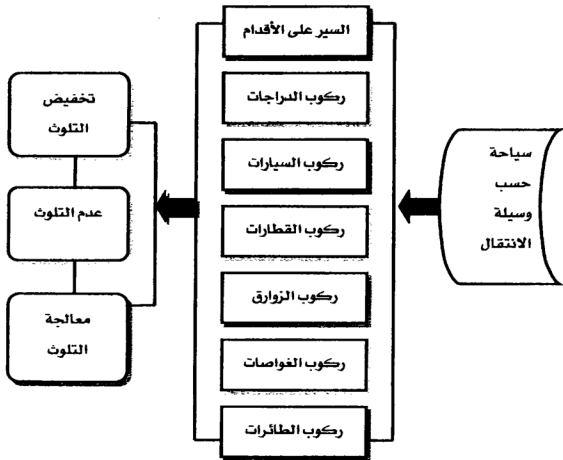 سياحة
حسب
وسيلة
الانتقال
السير على الأقدام
ركوب الدراجات
ركوب السيارات
ركوب القطارات
ركوب الزوارق
ركوب الغواصات
ركوب الطائرات
تخفيض
التلوث
عدم التلوث
معالجة
التلوث